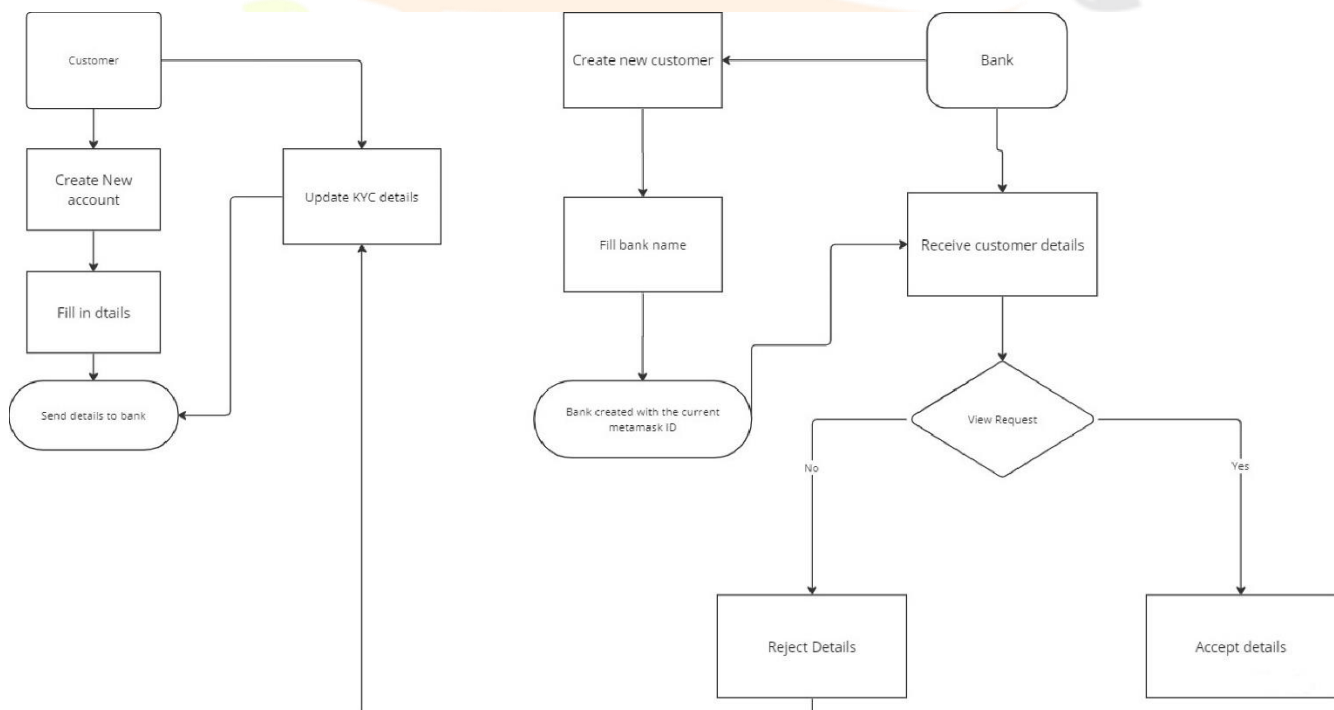 Customer
Create new customer
Bank
Create New
account
Update KYC details
Fill bank name
Receive customer details
Fill in dtails
Send details to bank
Bank created with the current
metamask ID
View Request
No
Yes
Reject Details
Accept details